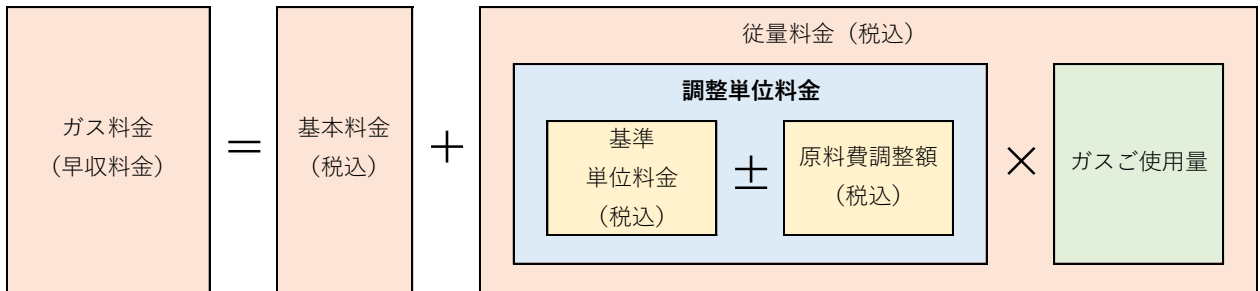 ガス料金
（早収料金）
＝
基本料金
（税込）
＋
従量料金（税込）
調整単位料金
基準
単位料金
（税込）
±
原料費調整額
（税込）
×
ガスご使用量